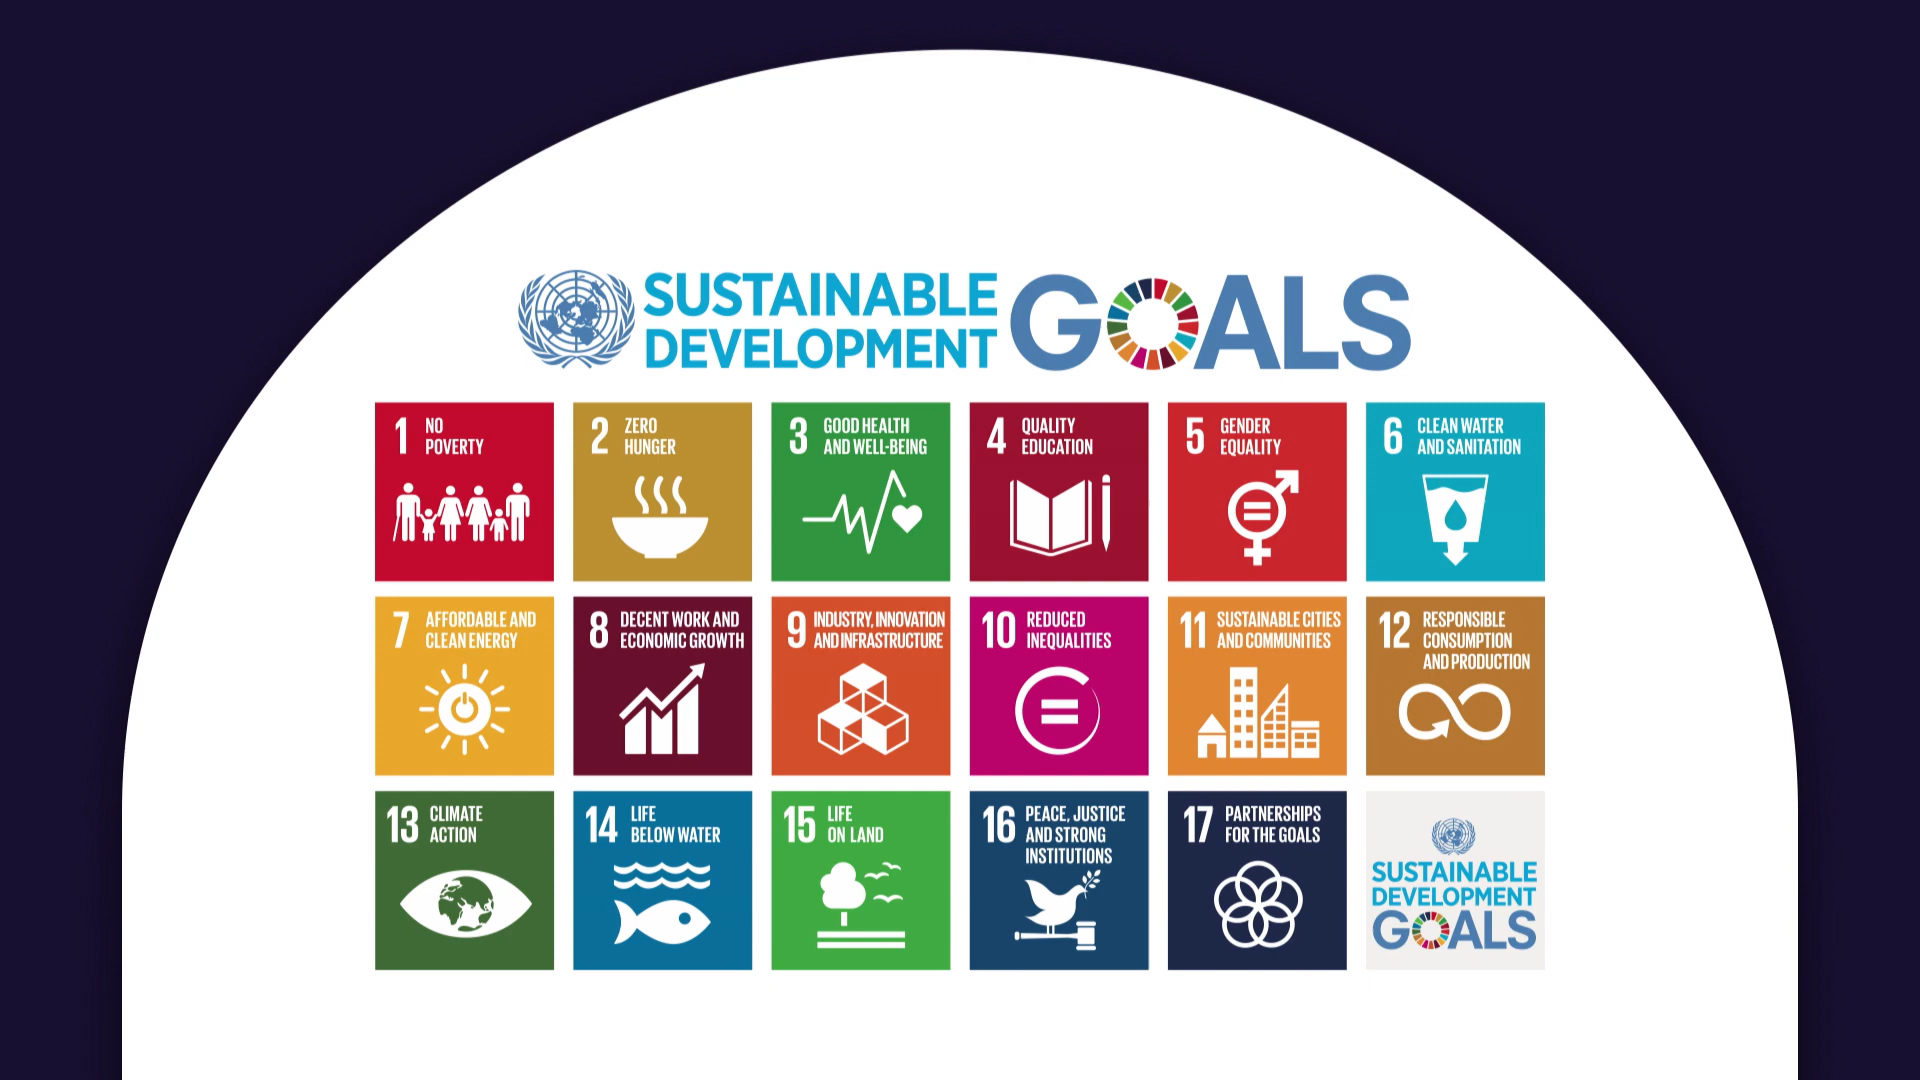 SUSTAINABLE
DEVELOPMENT
GOALS
1 NO
POVERTY
2 ZERO
HUNGER
3 GOOD HEALTH
AND WELL-BEING
4 QUALITY
EDUCATION
5 GENDER
EQUALITY
6 CLEAN WATER
AND SANITATION
7 AFFORDABLE AND
CLEAN ENERGY
8 DECENT WORK AND
ECONOMIC GROWTH
9 INDUSTRY, INNOVATION
AND INFRASTRUCTURE
10 REDUCED
INEQUALITIES
11 SUSTAINABLE CITIES
AND COMMUNITIES
12 RESPONSIBLE
CONSUMPTION
AND PRODUCTION
13 CLIMATE
ACTION
14 LIFE
BELOW WATER
15 LIFE
ON LAND
16 PEACE, JUSTICE
AND STRONG
INSTITUTIONS
17 PARTNERSHIPS
FOR THE GOALS
SUSTAINABLE
DEVELOPMENT
GOALS